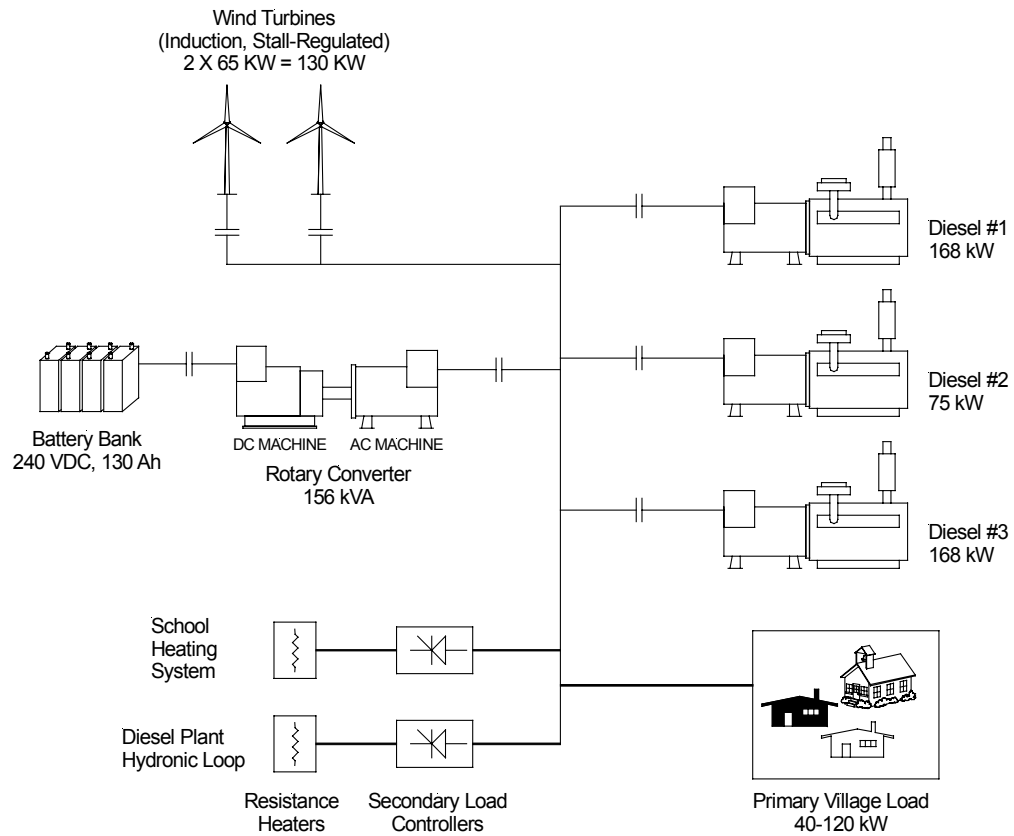 Wind Turbines
(Induction, Stall-Regulated)
2 X 65 KW = 130 KW
Diesel #1
168 kW
Diesel #2
75 kW
Battery Bank
240 VDC, 130 Ah
DC MACHINE
AC MACHINE
Rotary Converter
156 kVA
Diesel #3
168 kW
School
Heating
System
Diesel Plant
Hydronic Loop
Resistance
Heaters
Secondary Load
Controllers
Primary Village Load
40-120 kW